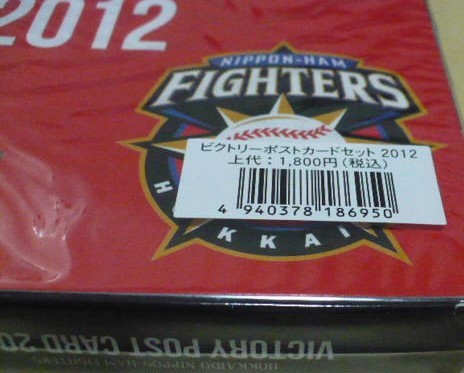 2012
NIPPON-HAM
FIGHTERS
ビクトリーポストカードセット 2012
上代：1,800円（税込）
4 940378 186950
H
KKAI
VICTORY POST CARD 20
HOKKAIDO NIPPON-HAM FIGHTERS